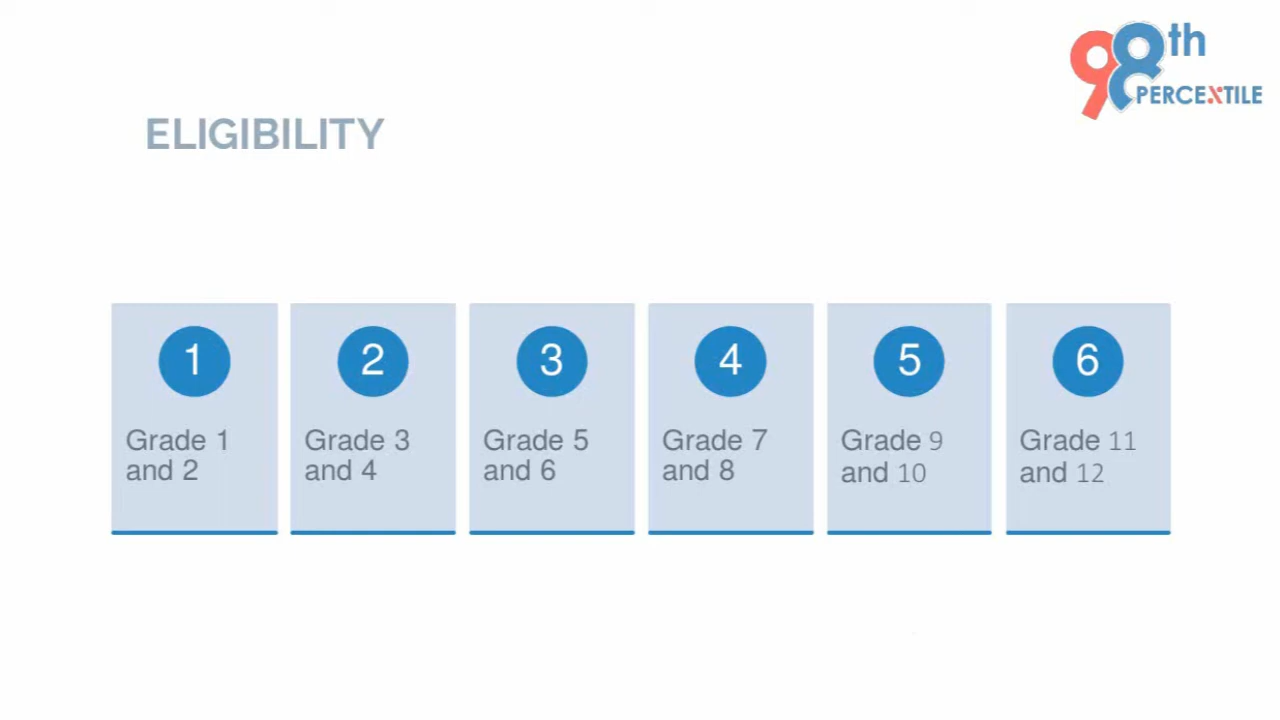 98th
PERCEXTILE
ELIGIBILITY
1
Grade 1
and 2
2
Grade 3
and 4
3
Grade 5
and 6
4
Grade 7
and 8
5
Grade 9
and 10
6
Grade 11
and 12